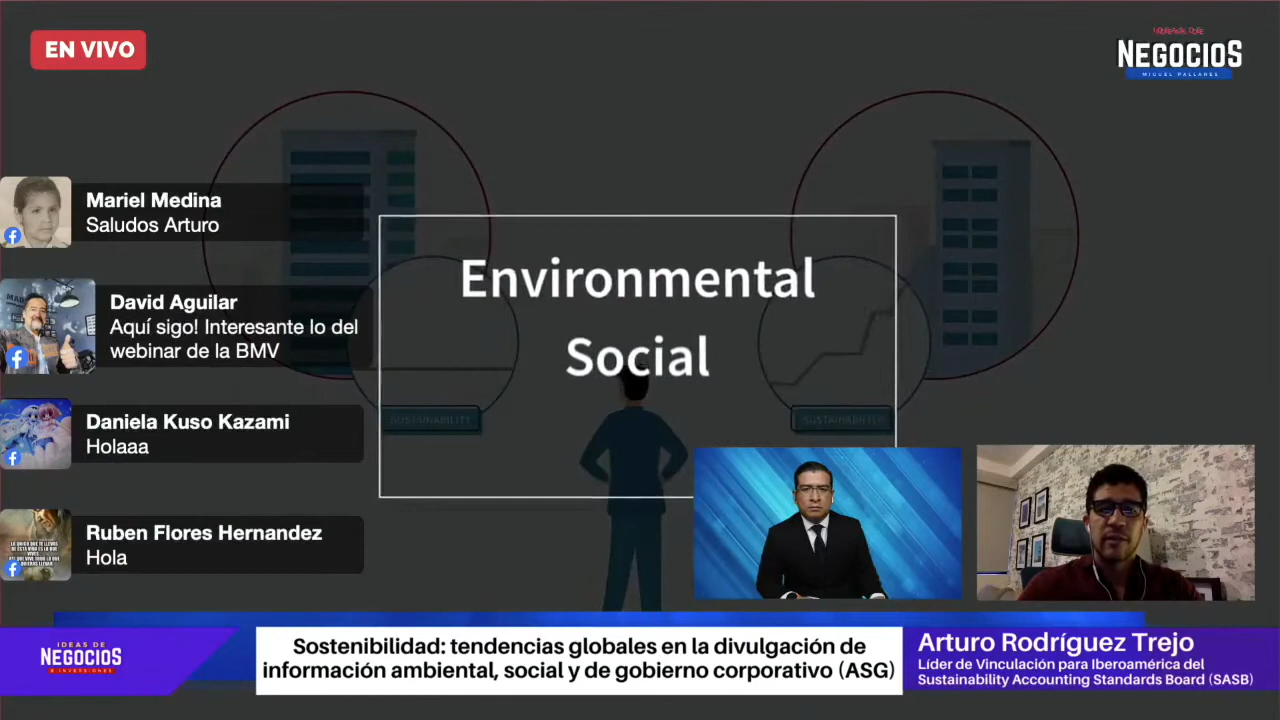 EN VIVO
NEGOCIOS
MIGUEL PALLARES
Mariel Medina
Saludos Arturo
David Aguilar
Aquí sigo! Interesante lo del
webinar de la BMV
Daniela Kuso Kazami
Holaaa
Ruben Flores Hernandez
Hola
Environmental
Social
SUSTAINABILITY
SUSTAINABILITY
IDEAS DE
NEGOCIOS
E INVERSIONES
Sostenibilidad: tendencias globales en la divulgación de
información ambiental, social y de gobierno corporativo (ASG)
Arturo Rodríguez Trejo
Líder de Vinculación para Iberoamérica del
Sustainability Accounting Standards Board (SASB)